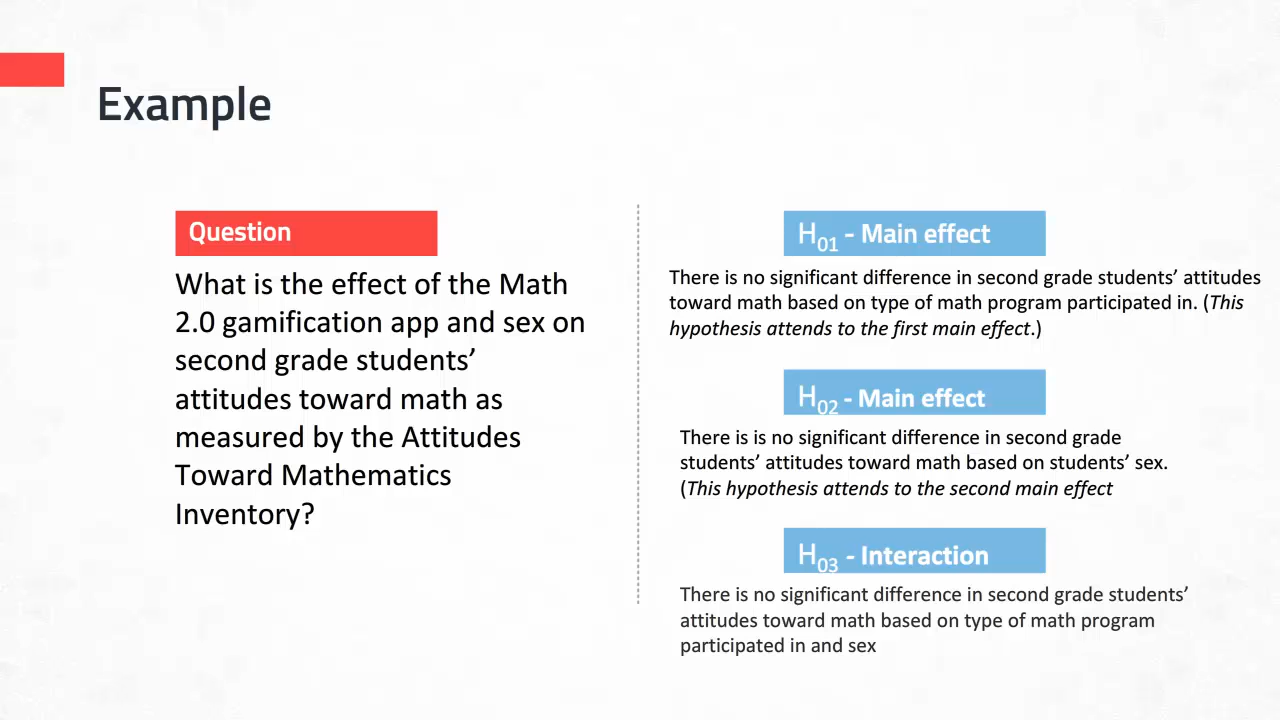 Example
Question
What is the effect of the Math
2.0 gamification app and sex on
second grade students’
attitudes toward math as
measured by the Attitudes
Toward Mathematics
Inventory?
H01 - Main effect
There is no significant difference in second grade students’ attitudes
toward math based on type of math program participated in. (This
hypothesis attends to the first main effect.)
H02 - Main effect
There is is no significant difference in second grade
students’ attitudes toward math based on students’ sex.
(This hypothesis attends to the second main effect
H03 - Interaction
There is no significant difference in second grade students’
attitudes toward math based on type of math program
participated in and sex